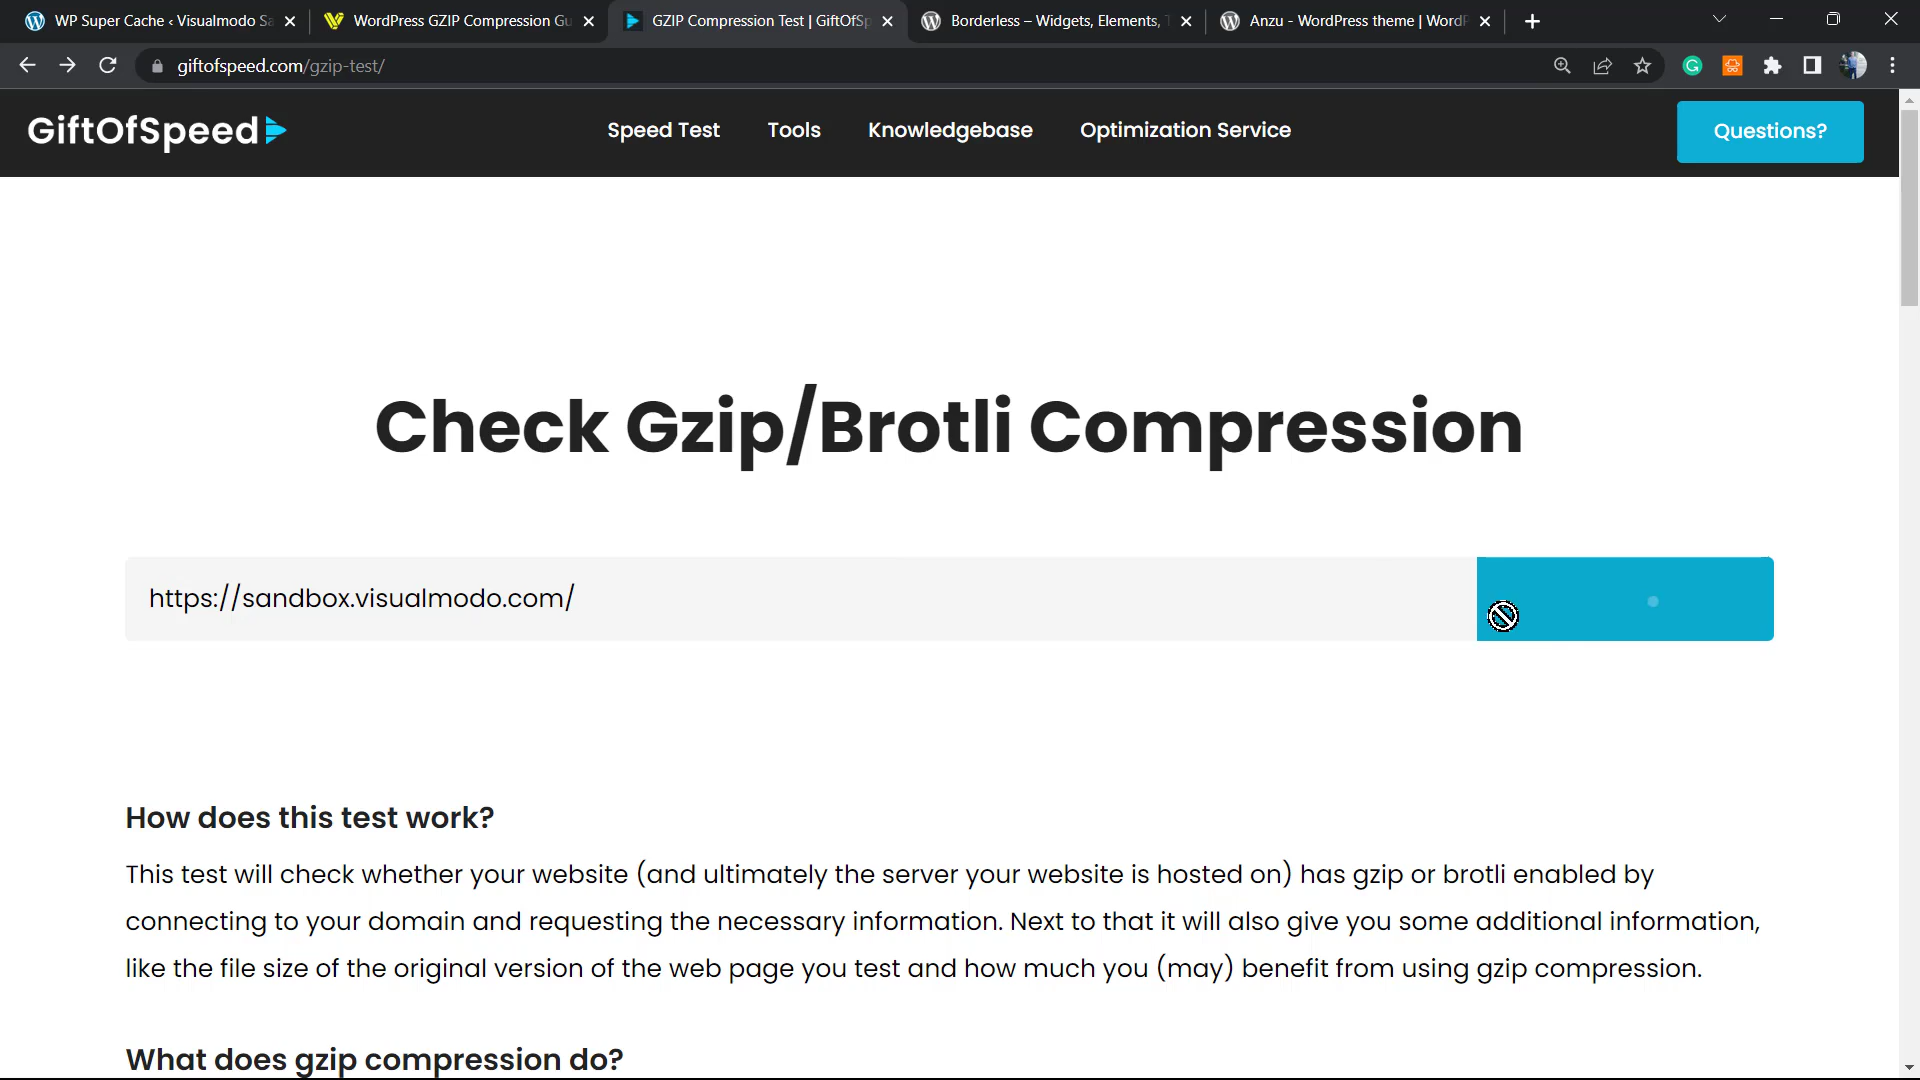 WP Super Cache ‹ Visualmodo Sa
WordPress GZIP Compression Gu
GZIP Compression Test | GiftOfSp
Borderless – Widgets, Elements, T
Anzu - WordPress theme | WordP
giftofspeed.com/gzip-test/
GiftOfSpeed
Speed Test
Tools
Knowledgebase
Optimization Service
Questions?
Check Gzip/Brotli Compression
https://sandbox.visualmodo.com/
How does this test work?
This test will check whether your website (and ultimately the server your website is hosted on) has gzip or brotli enabled by
connecting to your domain and requesting the necessary information. Next to that it will also give you some additional information,
like the file size of the original version of the web page you test and how much you (may) benefit from using gzip compression.
What does gzip compression do?